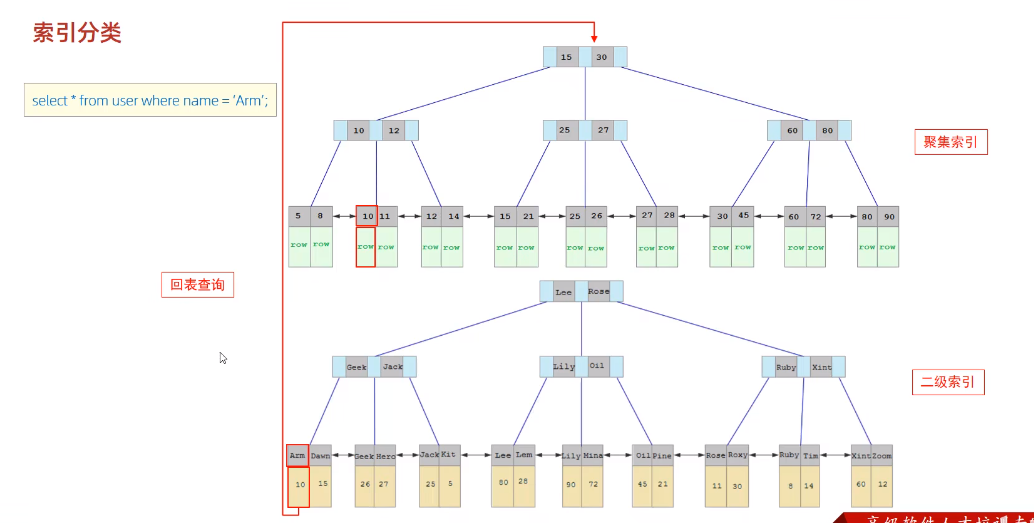 索引分类
select * from user where name = 'Arm';
15 30
10 12
25 27
60 80
聚集索引
5 8 10 11 12 14 15 21 25 26 27 28 30 45 60 72 80 90
row row row row row row row row row row row row row row row row row row
回表查询
Lee Rose
Geek Jack
Lily Oil
Ruby Xint
二级索引
Arm Dawn Geek Hero Jack Kit Lee Lem Lily Mina Oil Pine Rose Roxy Ruby Tim Xint Zoom
10 15 26 27 25 5 80 28 90 72 45 21 11 30 8 14 60 12